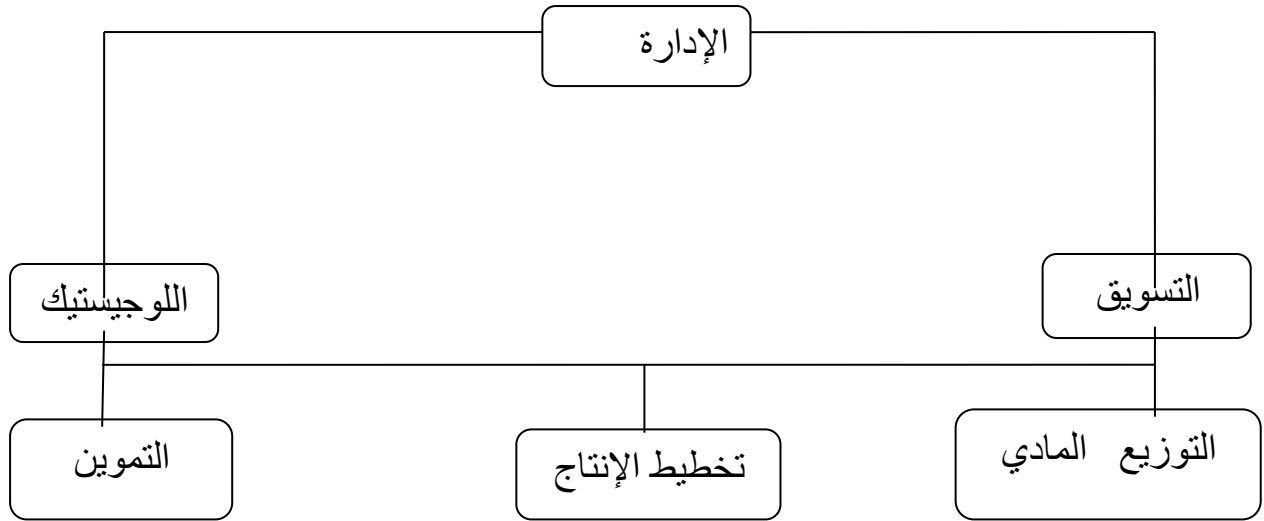 الإدارة
التسويق
اللوجيستيك
التوزيع المادي
تخطيط الإنتاج
التموين